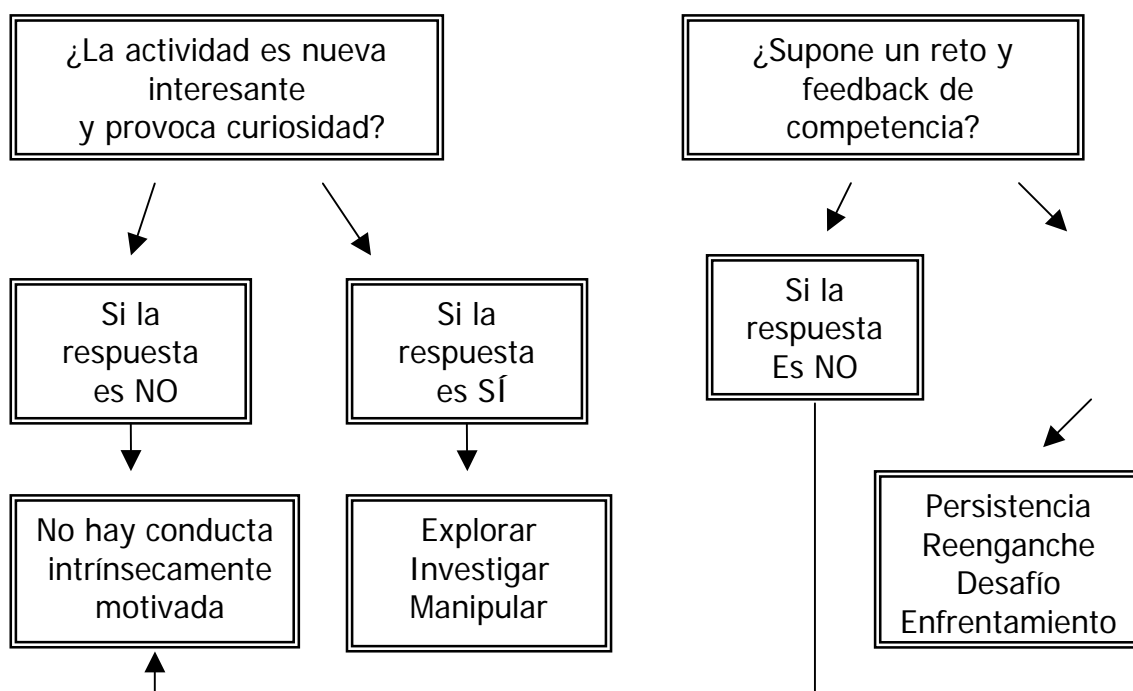 ¿La actividad es nueva
interesante
y provoca curiosidad?
¿Supone un reto y
feedback de
competencia?
Si la
respuesta
es NO
Si la
respuesta
es SÍ
Si la
respuesta
Es NO
No hay conducta
intrínsecamente
motivada
Explorar
Investigar
Manipular
Persistencia
Reenganche
Desafío
Enfrentamiento